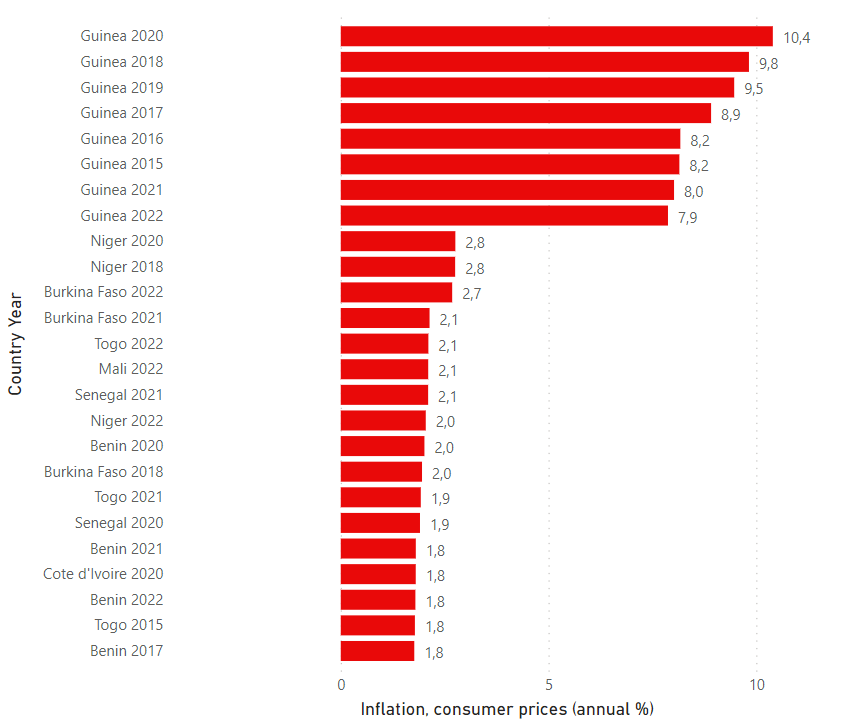 Guinea 2020 10,4
Guinea 2018 9,8
Guinea 2019 9,5
Guinea 2017 8,9
Guinea 2016 8,2
Guinea 2015 8,2
Guinea 2021 8,0
Guinea 2022 7,9
Niger 2020 2,8
Niger 2018 2,8
Burkina Faso 2022 2,7
Burkina Faso 2021 2,1
Togo 2022 2,1
Mali 2022 2,1
Senegal 2021 2,1
Niger 2022 2,0
Benin 2020 2,0
Burkina Faso 2018 2,0
Togo 2021 1,9
Senegal 2020 1,9
Benin 2021 1,8
Cote d'Ivoire 2020 1,8
Benin 2022 1,8
Togo 2015 1,8
Benin 2017 1,8
Country Year
0 5 10
Inflation, consumer prices (annual %)